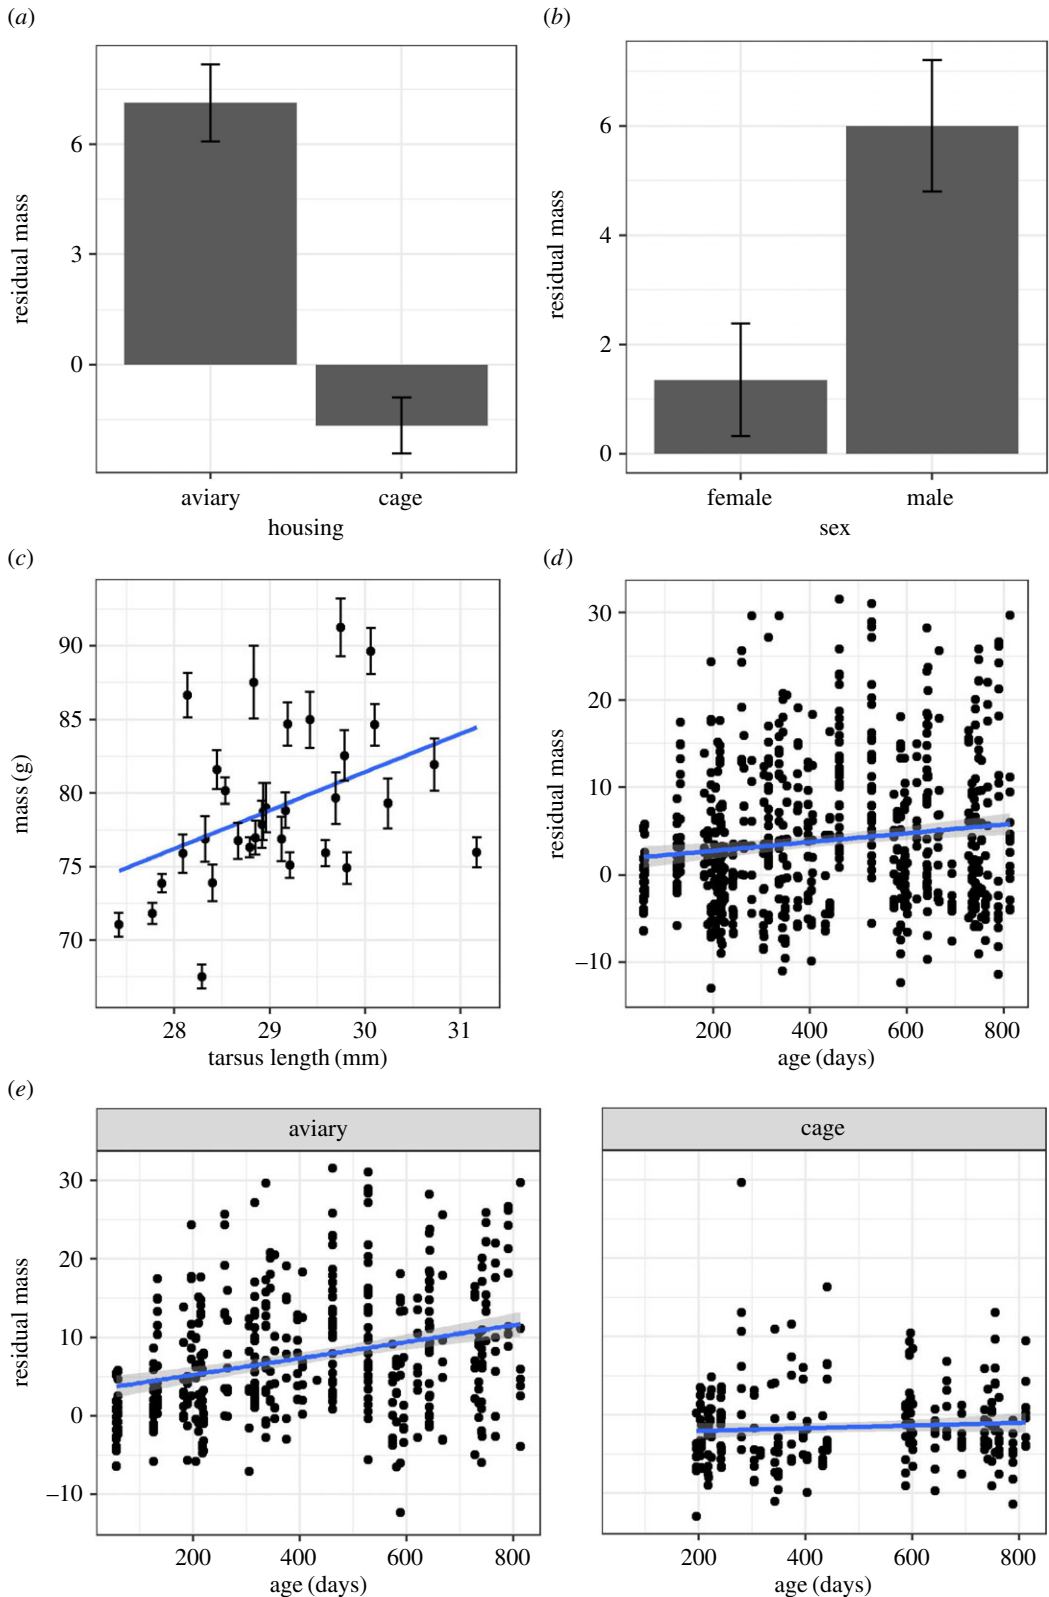 (a)
6
3
0
residual mass
aviary cage
housing
(b)
6
4
2
0
residual mass
female male
sex
(c)
90
85
80
75
70
mass (g)
28 29 30 31
tarsus length (mm)
(d)
30
20
10
0
–10
residual mass
200 400 600 800
age (days)
(e)
aviary
30
20
10
0
–10
residual mass
200 400 600 800
age (days)
cage
200 400 600 800
age (days)